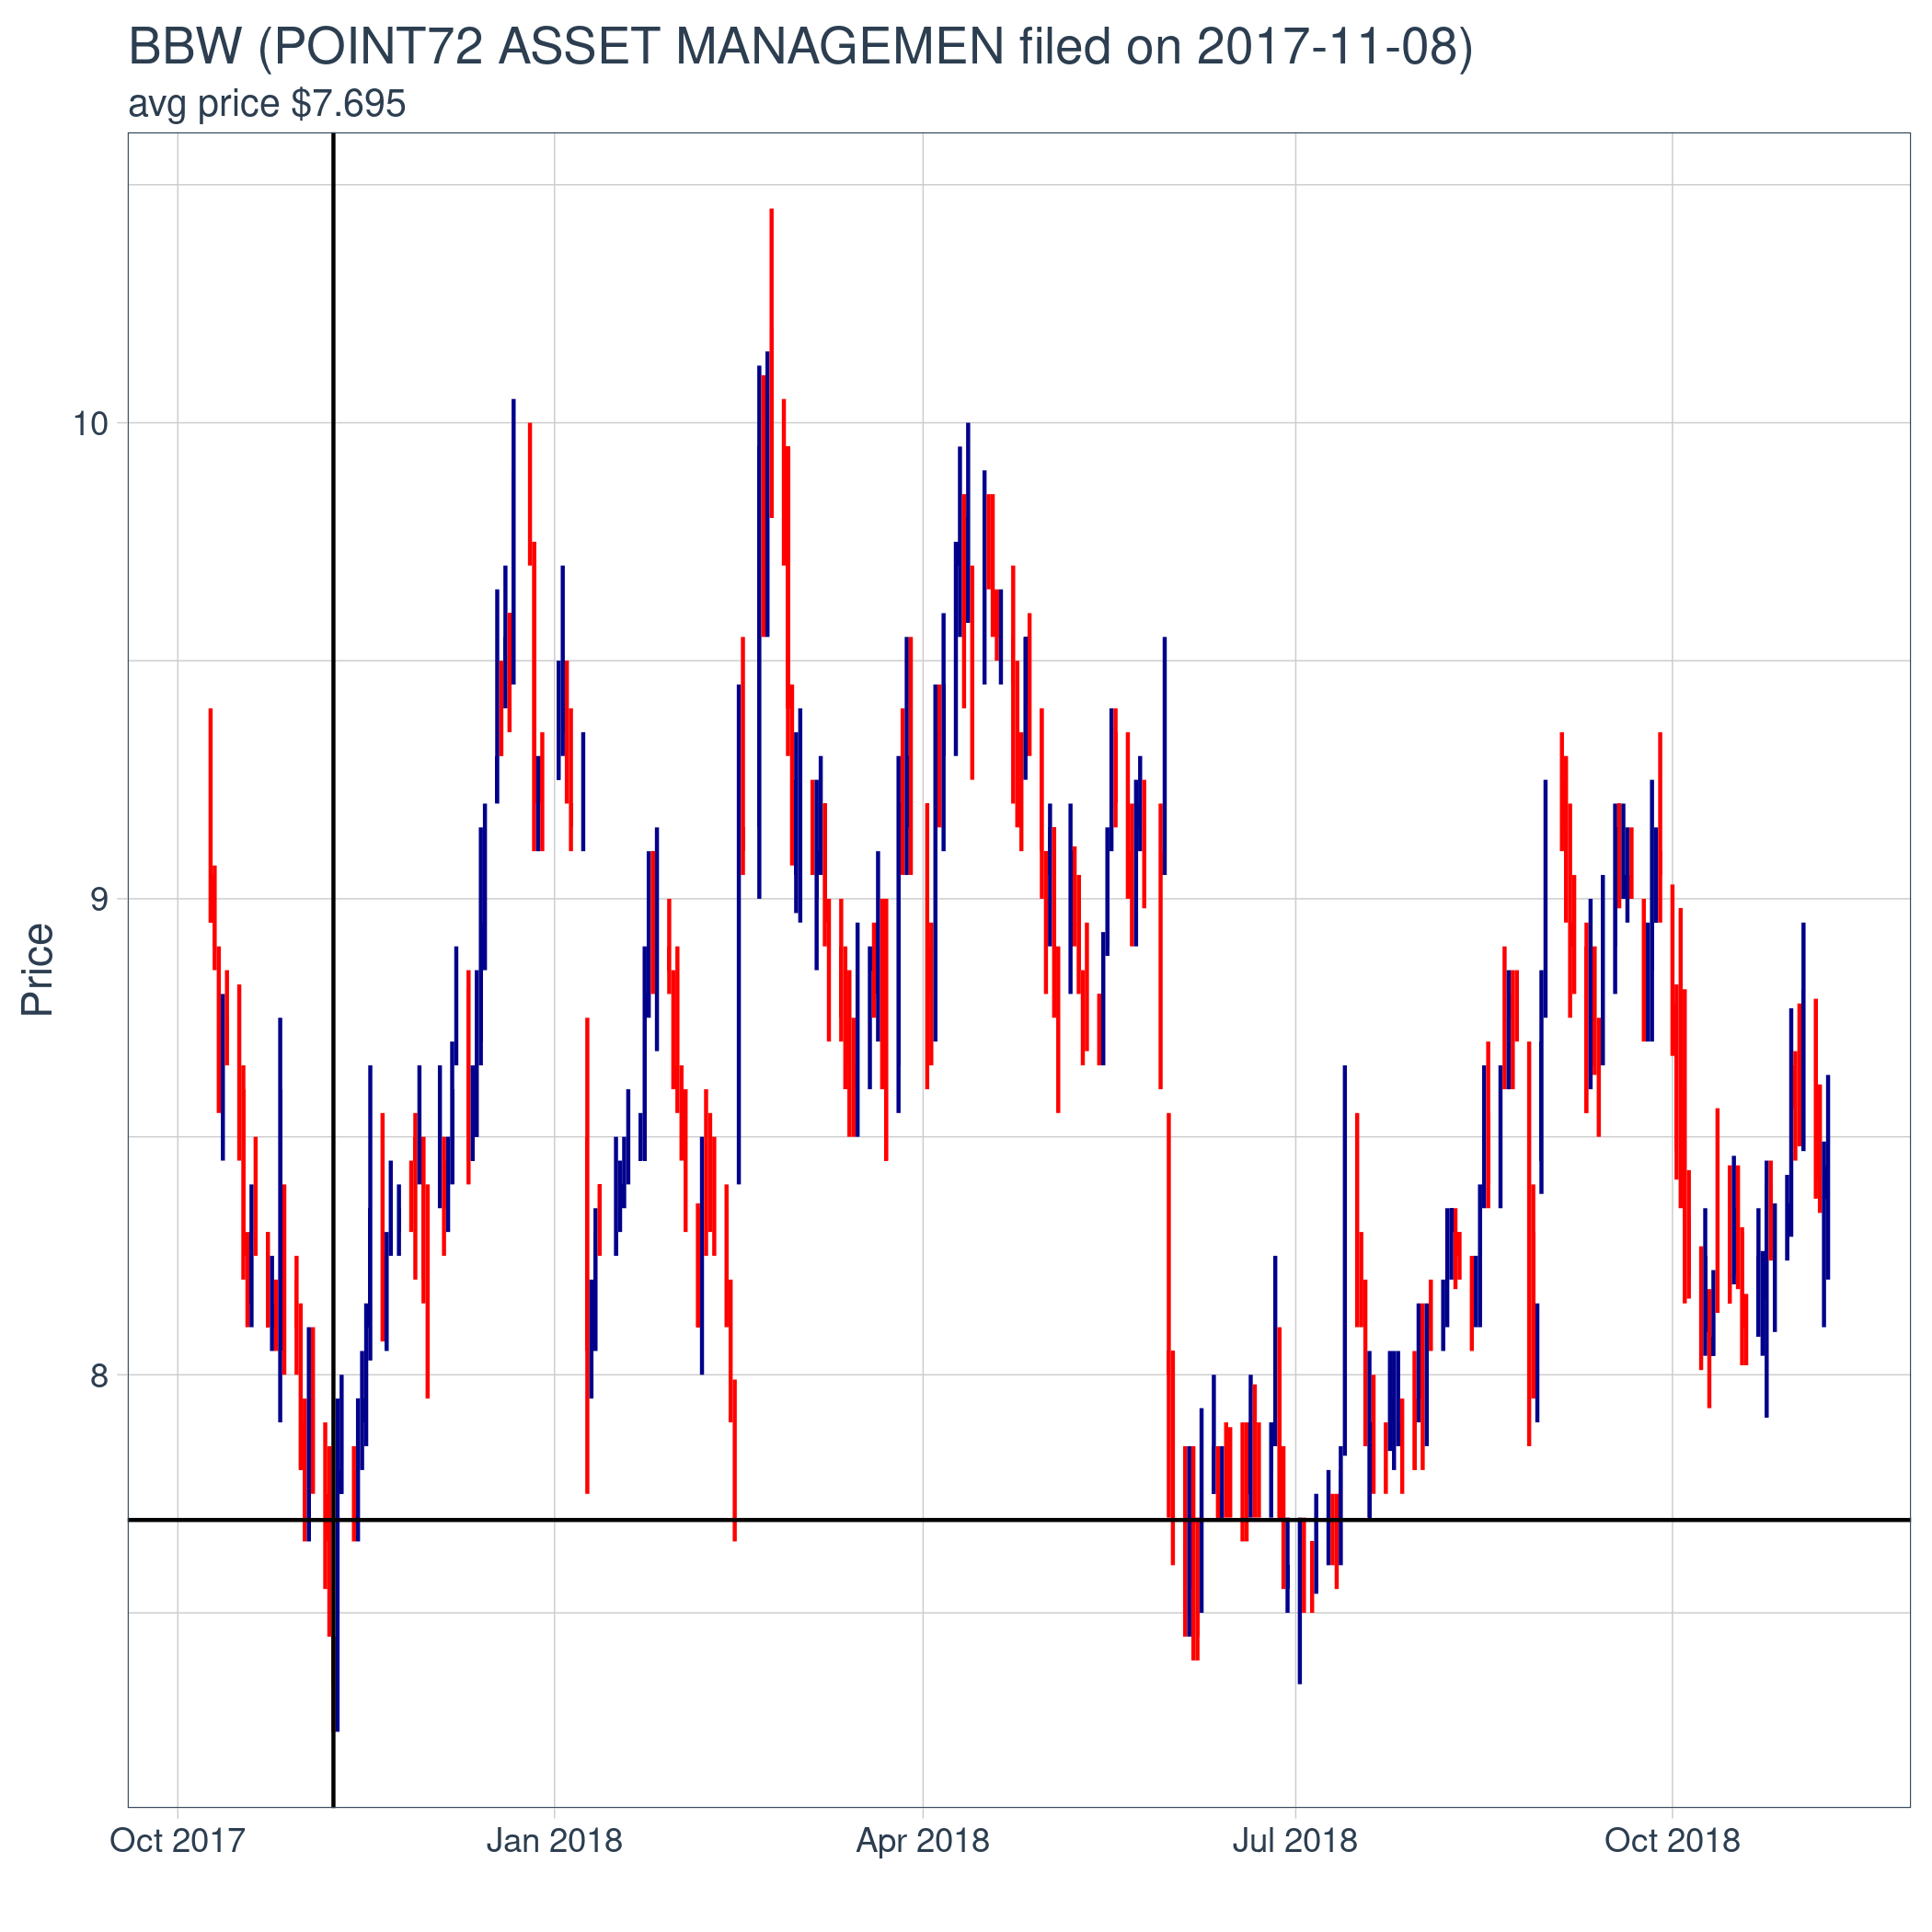 BBW (POINT72 ASSET MANAGEMEN filed on 2017-11-08)
avg price $7.695
10
9
8
Price
Oct 2017
Jan 2018
Apr 2018
Jul 2018
Oct 2018